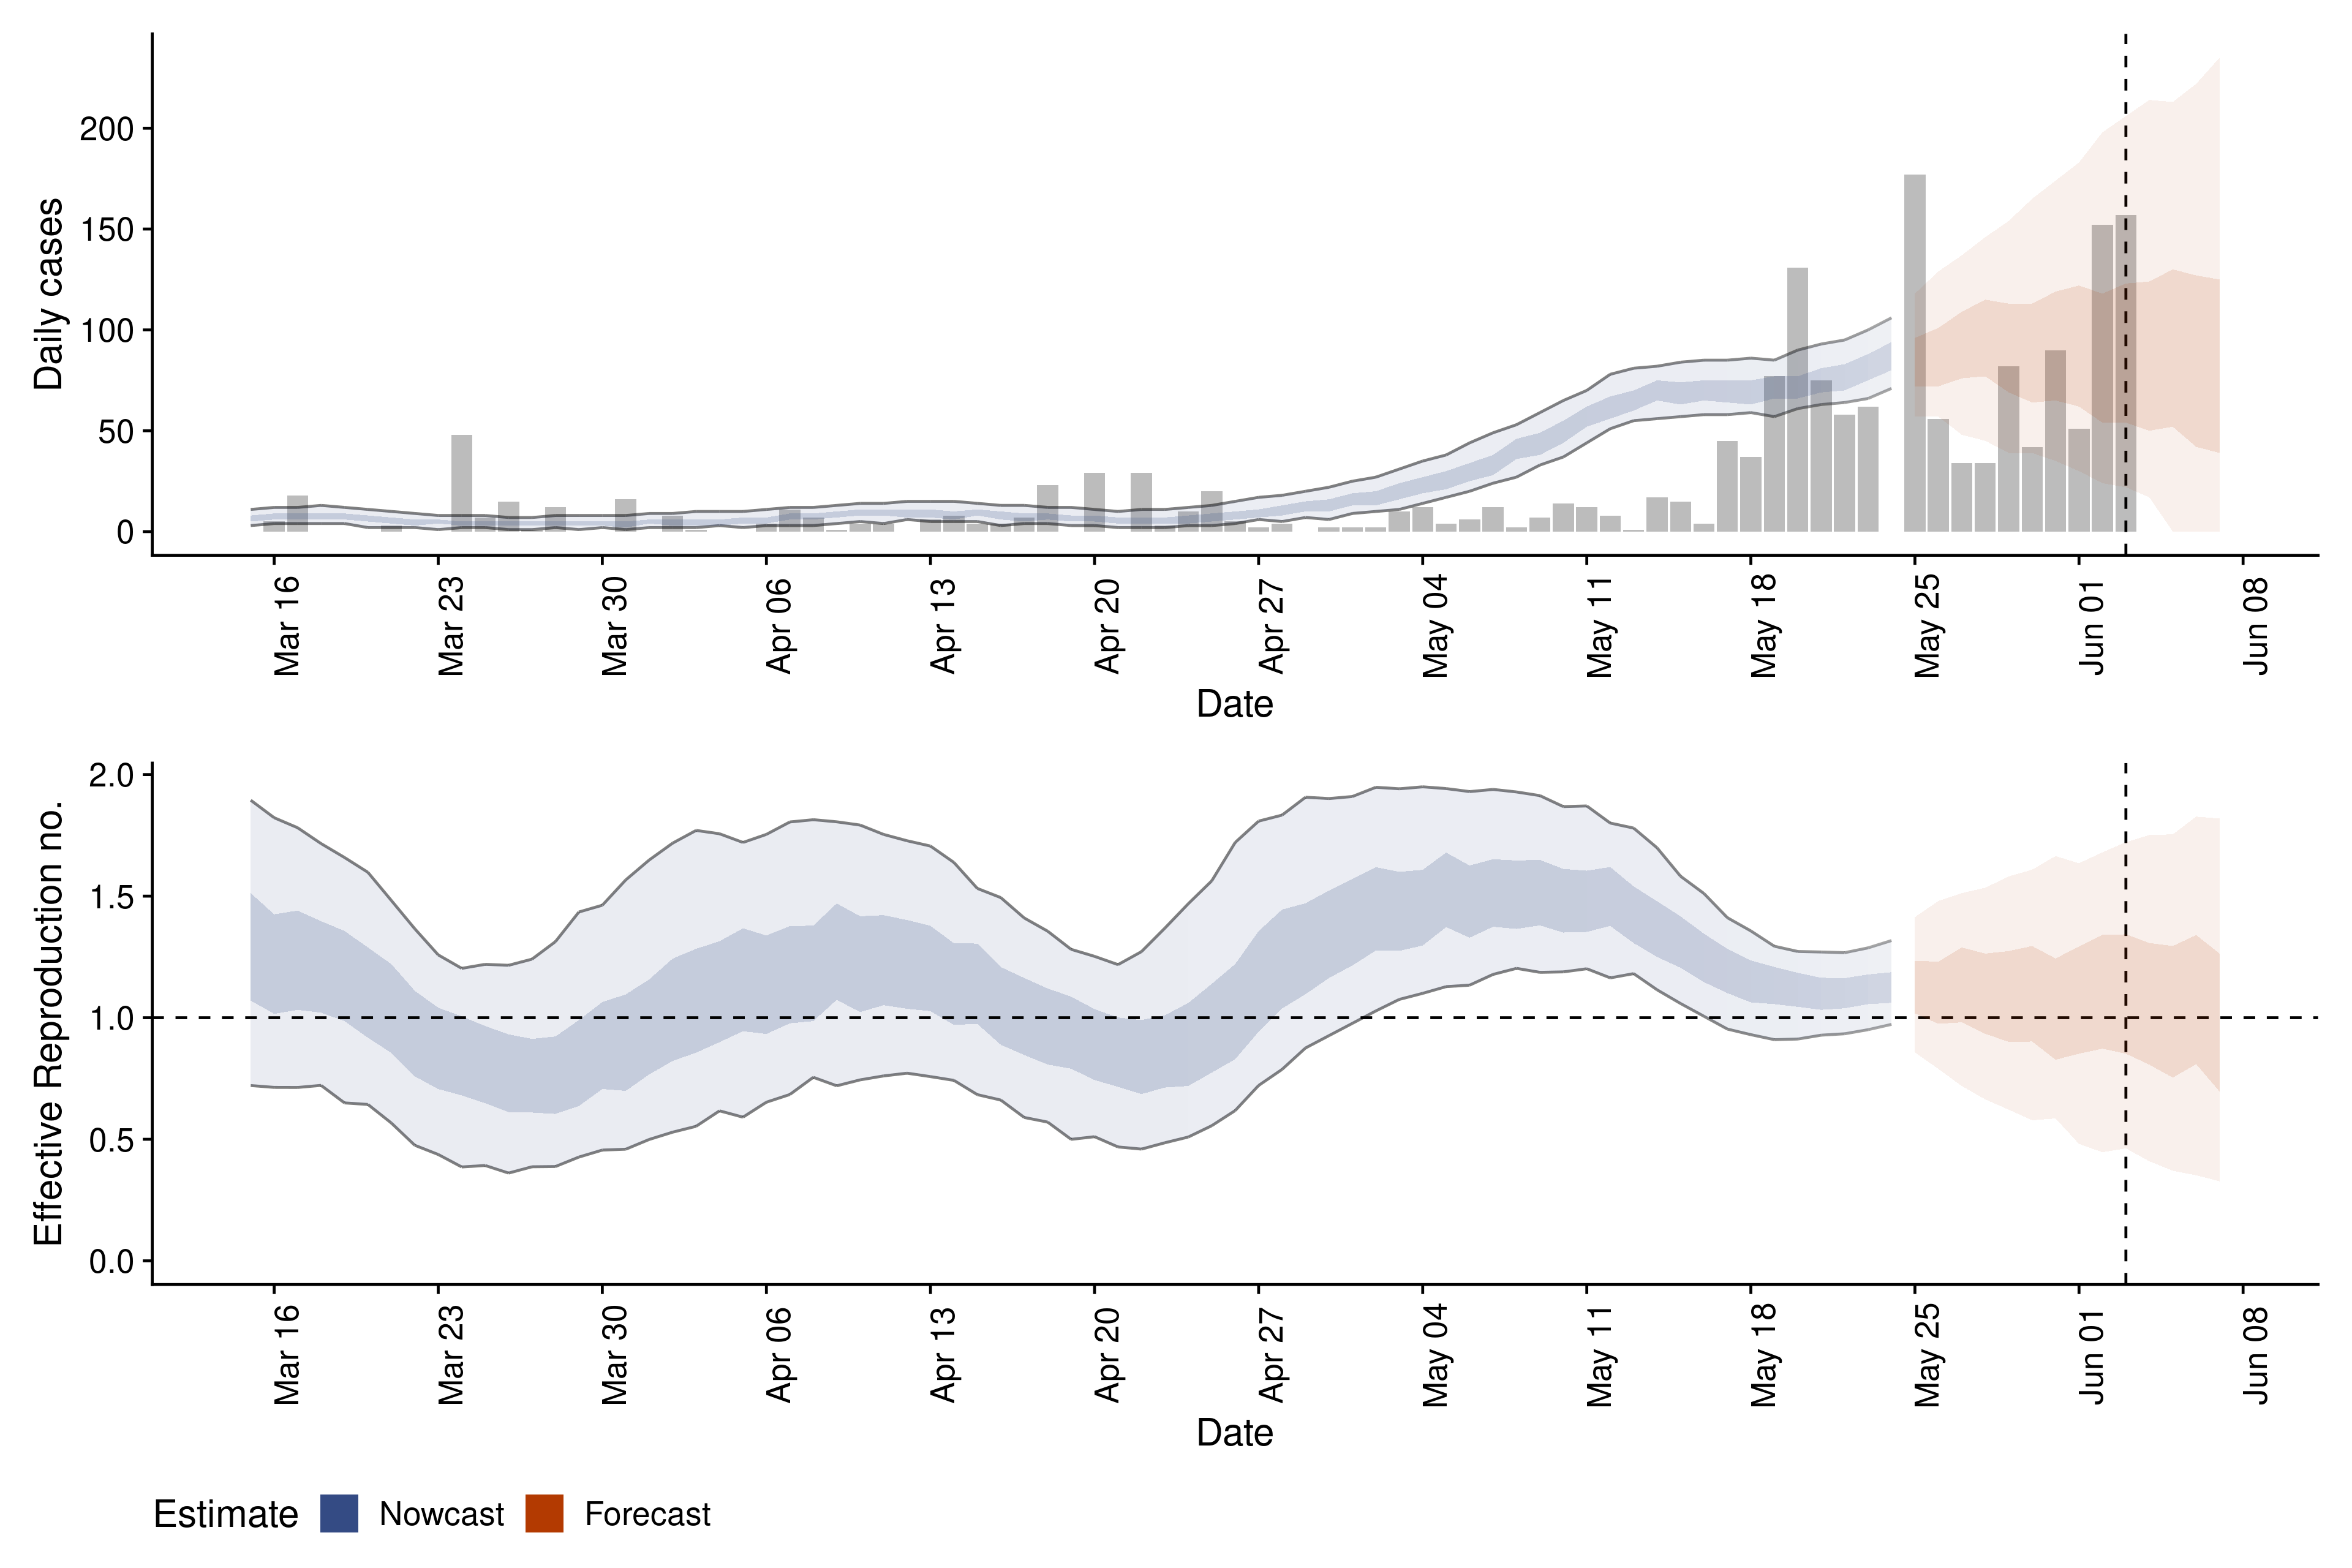 Daily cases
200
150
100
50
0
Mar 16
Mar 23
Mar 30
Apr 06
Apr 13
Apr 20
Apr 27
May 04
May 11
May 18
May 25
Jun 01
Jun 08
Date
Effective Reproduction no.
2.0
1.5
1.0
0.5
0.0
Mar 16
Mar 23
Mar 30
Apr 06
Apr 13
Apr 20
Apr 27
May 04
May 11
May 18
May 25
Jun 01
Jun 08
Date
Estimate Nowcast Forecast